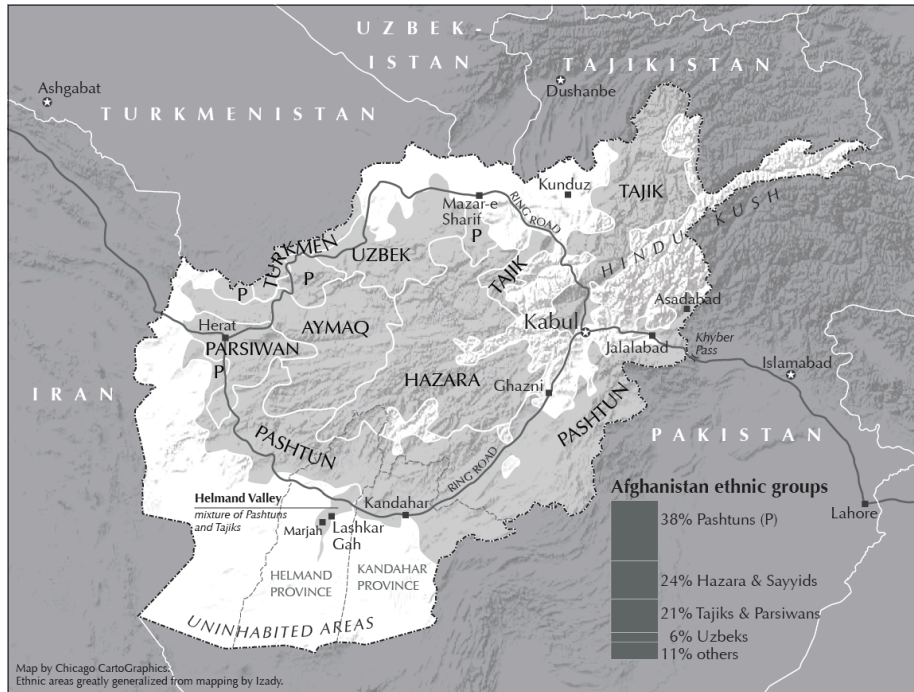 UZBEK-
ISTAN
TAJIKISTAN
Ashgabat
Dushanbe
TURKMENISTAN
Kunduz
TAJIK
Mazar-e
Sharif
P
RING ROAD
HINDU KUSH
TURKMEN
UZBEK
P
P
TAJIK
Asadabad
Herat
AYMAQ
Kabul
PARSIWAN
Jalalabad
Khyber
Pass
P
Islamabad
HAZARA
IRAN
Ghazni
PASHTUN
PAKISTAN
PASHTUN
RING ROAD
Helmand Valley
mixture of Pashtuns
and Tajiks
Kandahar
Marjah
Lashkar
Gah
Lahore
HELMAND
PROVINCE
KANDAHAR
PROVINCE
UNINHABITED AREAS
Afghanistan ethnic groups
38% Pashtuns (P)
24% Hazara & Sayyids
21% Tajiks & Parsiwans
6% Uzbeks
11% others
Map by Chicago CartoGraphics.
Ethnic areas greatly generalized from mapping by Izady.